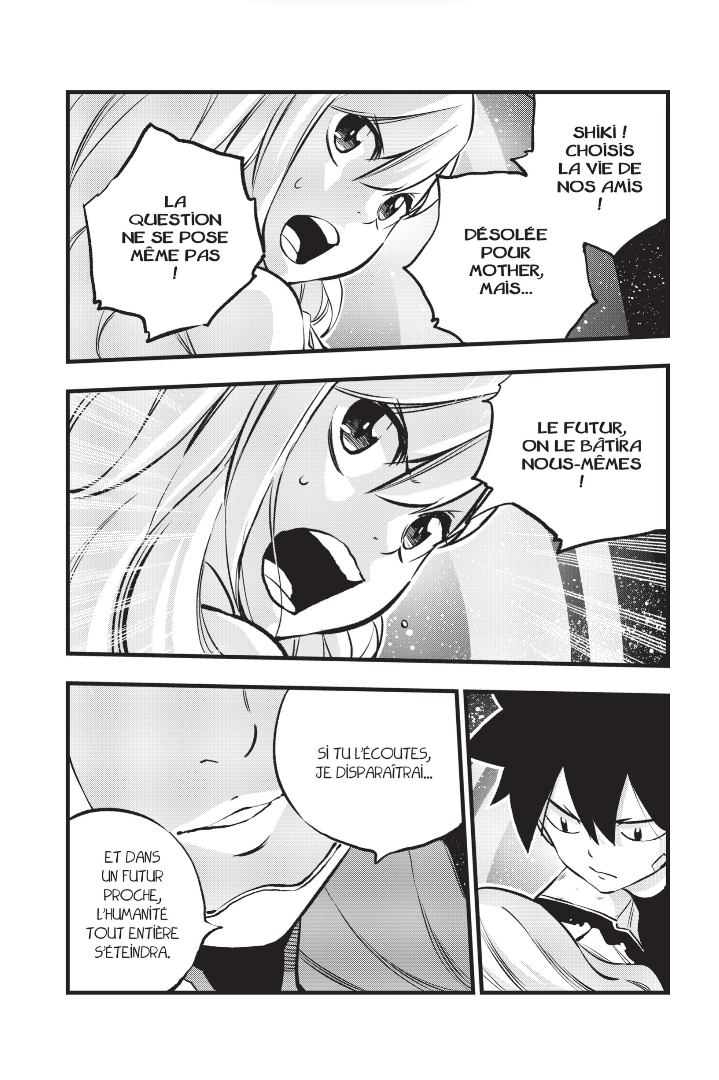 SHIKI !
CHOISIS
LA VIE DE
NOS AMIS
!
DÉSOLÉE
POUR
MOTHER,
MAIS...
LA
QUESTION
NE SE POSE
MÊME PAS
!
LE FUTUR,
ON LE BÂTIRA
NOUS-MÊMES
!
SI TU L'ÉCOUTES,
JE DISPARAÎTRAI...
ET DANS
UN FUTUR
PROCHE,
L'HUMANITÉ
TOUT ENTIÈRE
S'ÉTEINDRA.